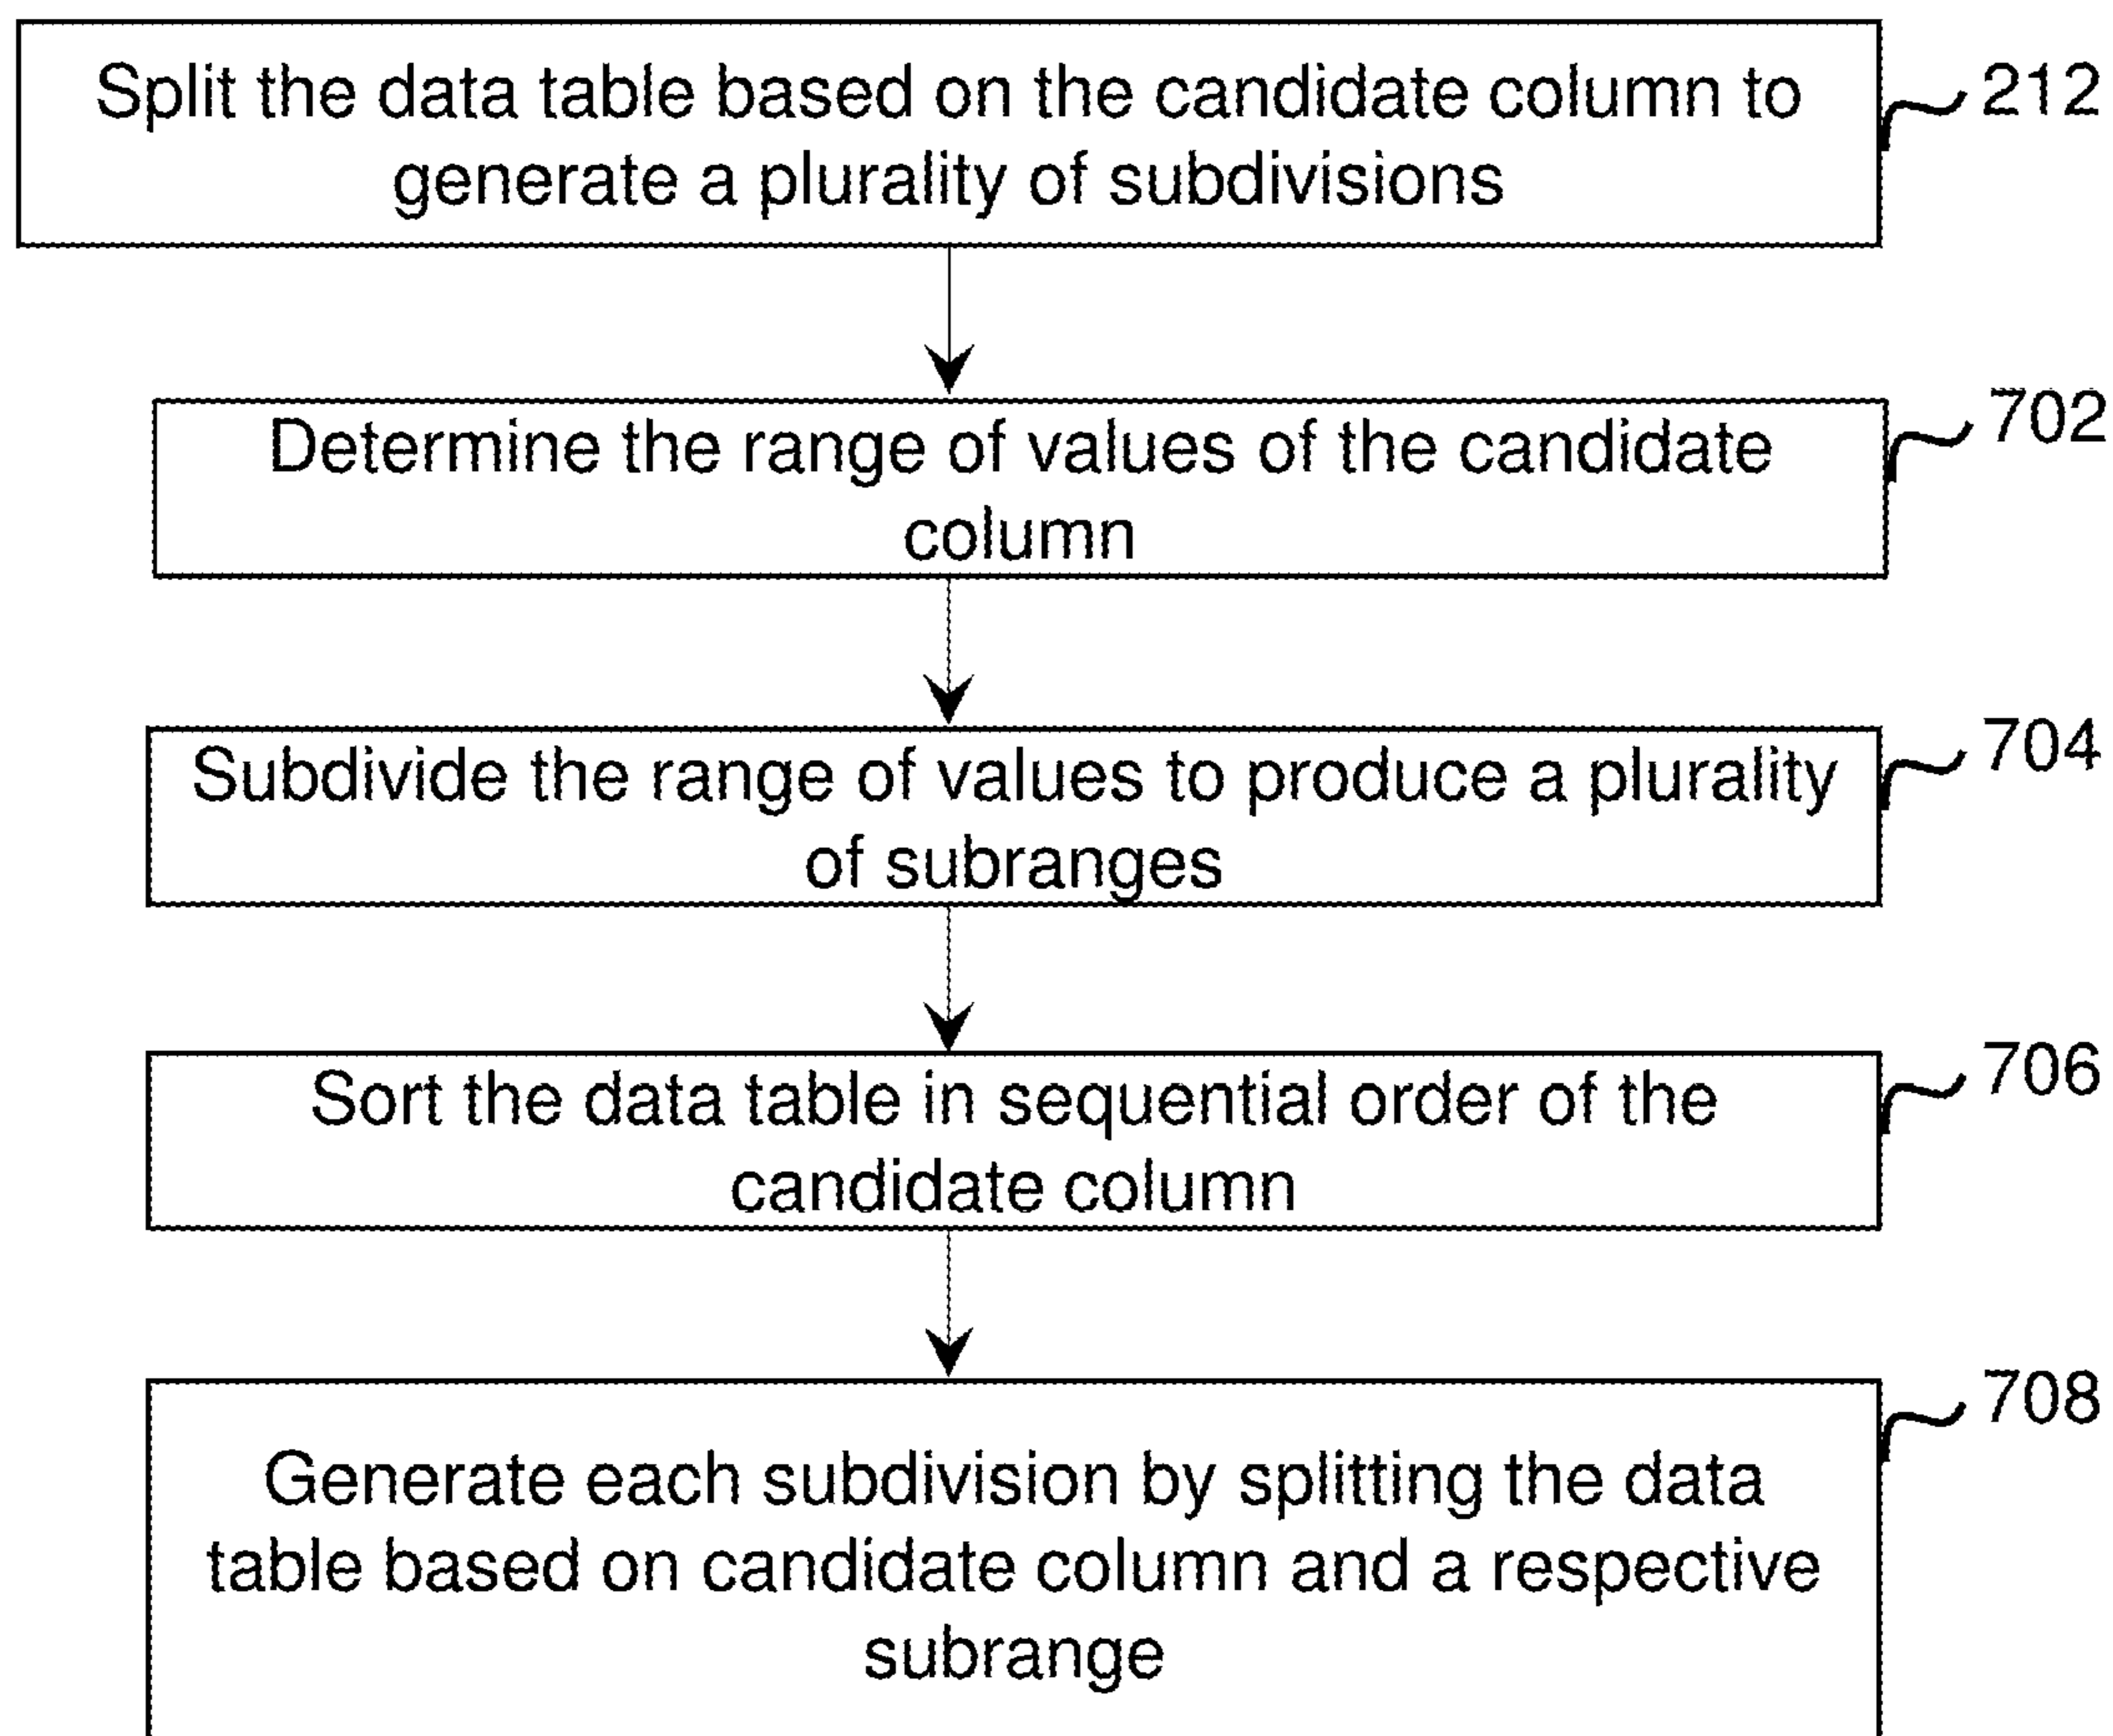 Split the data table based on the candidate column to
generate a plurality of subdivisions
212
Determine the range of values of the candidate
column
702
Subdivide the range of values to produce a plurality
of subranges
704
Sort the data table in sequential order of the
candidate column
706
Generate each subdivision by splitting the data
table based on candidate column and a respective
subrange
708